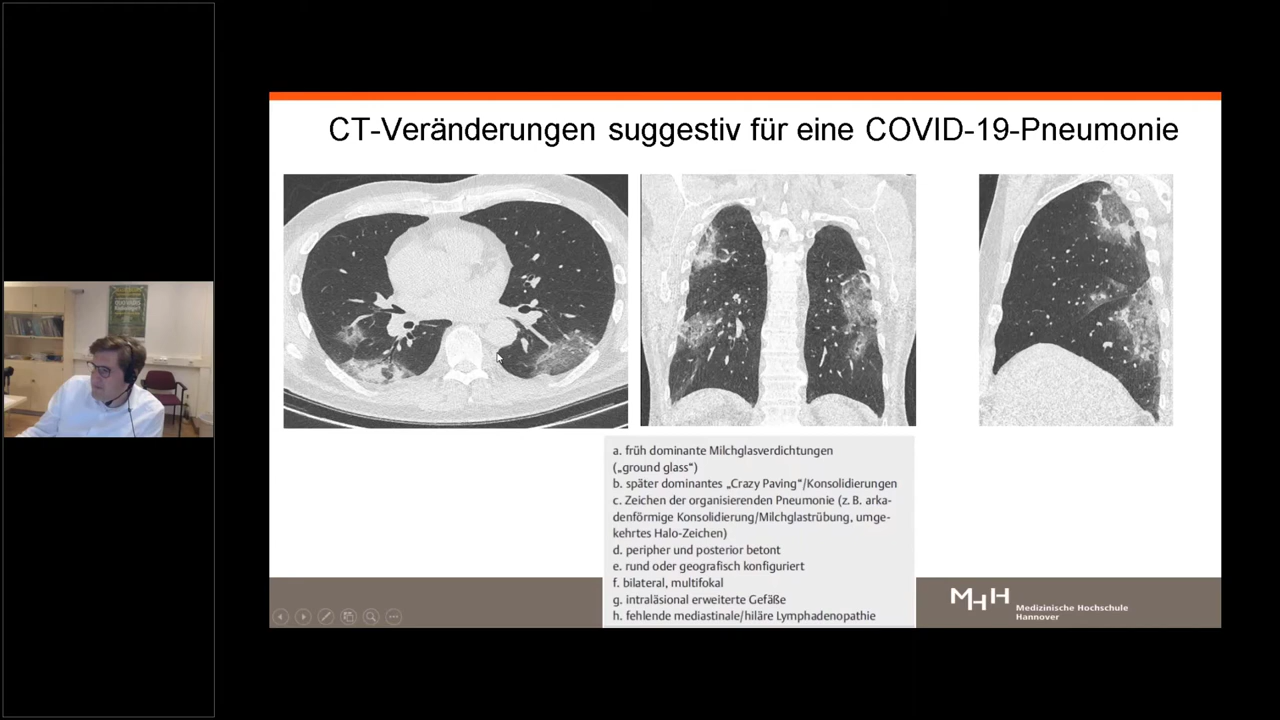 CT-Veränderungen suggestiv für eine COVID-19-Pneumonie
a. früh dominante Milchglasverdichtungen
(„ground glass“)
b. später dominantes „Crazy Paving“/Konsolidierungen
c. Zeichen der organisierenden Pneumonie (z. B. arka-
denförmige Konsolidierung/Milchglastrübung, umge-
kehrtes Halo-Zeichen)
d. peripher und posterior betont
e. rund oder geografisch konfiguriert
f. bilateral, multifokal
g. intraläsional erweiterte Gefäße
h. fehlende mediastinale/hiläre Lymphadenopathie
MHH
Medizinische Hochschule
Hannover